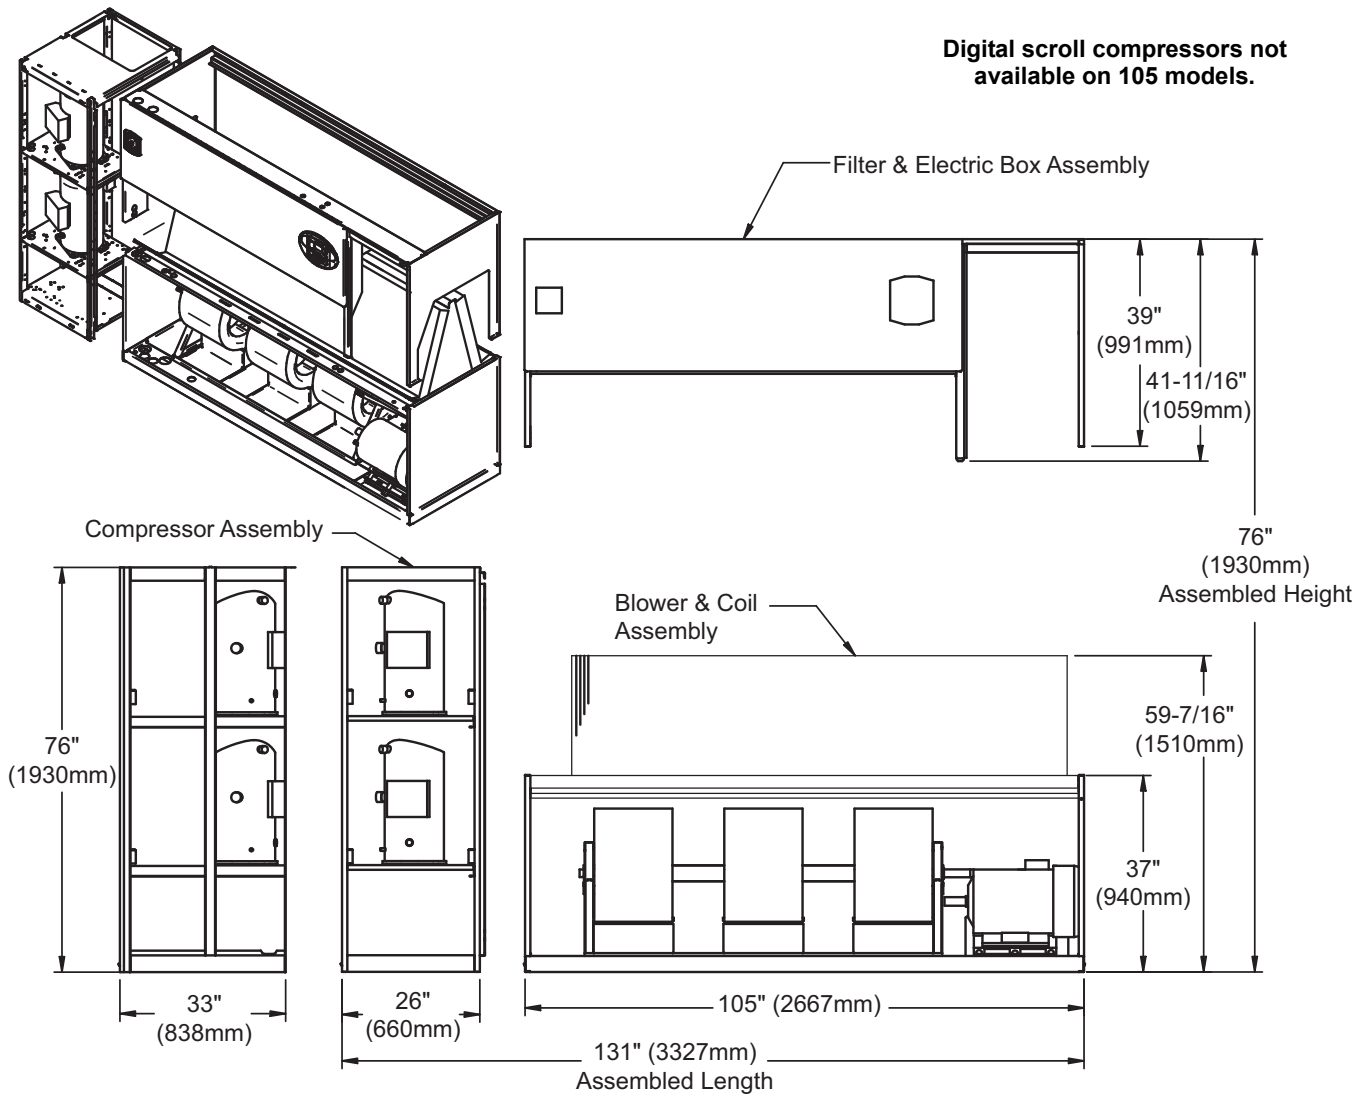 Digital scroll compressors not
available on 105 models.
Filter & Electric Box Assembly
39"
(991mm)
41-11/16"
(1059mm)
76"
(1930mm)
Assembled Height
Compressor Assembly
Blower & Coil
Assembly
59-7/16"
(1510mm)
76"
(1930mm)
37"
(940mm)
33"
(838mm)
26"
(660mm)
105" (2667mm)
131" (3327mm)
Assembled Length